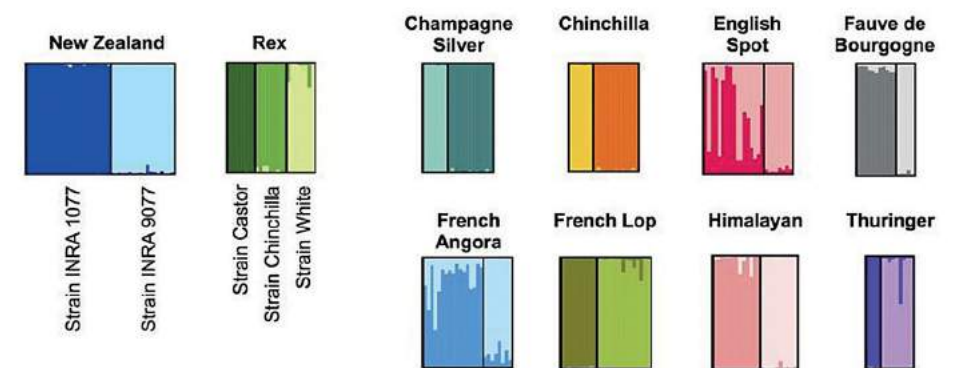 New Zealand
Rex
Strain INRA 1077
Strain INRA 9077
Strain Castor
Strain Chinchilla
Strain White
Champagne
Silver
Chinchilla
English
Spot
Fauve de
Bourgogne
French
Angora
French Lop
Himalayan
Thuringer